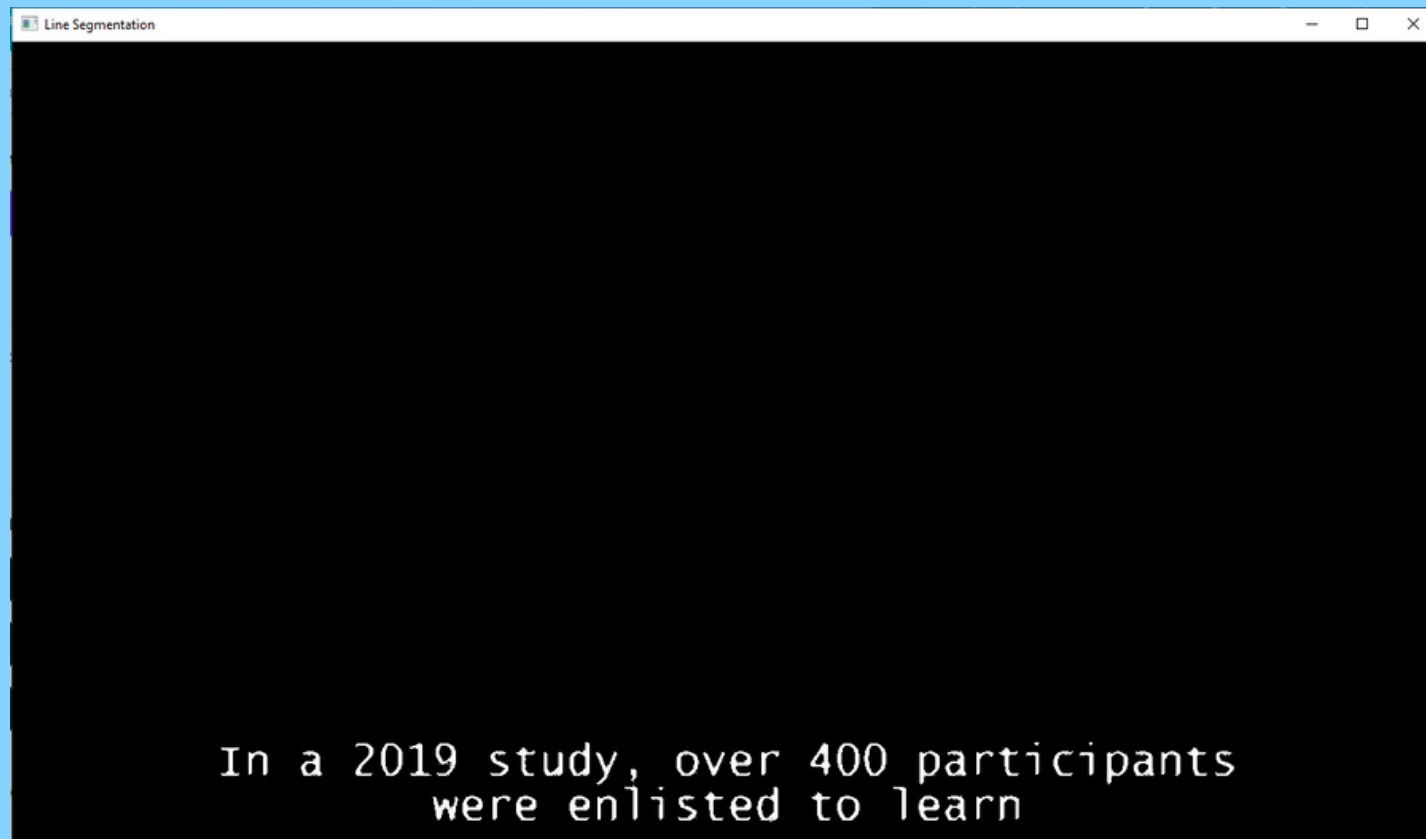 Line Segmentation
In a 2019 study, over 400 participants
were enlisted to learn